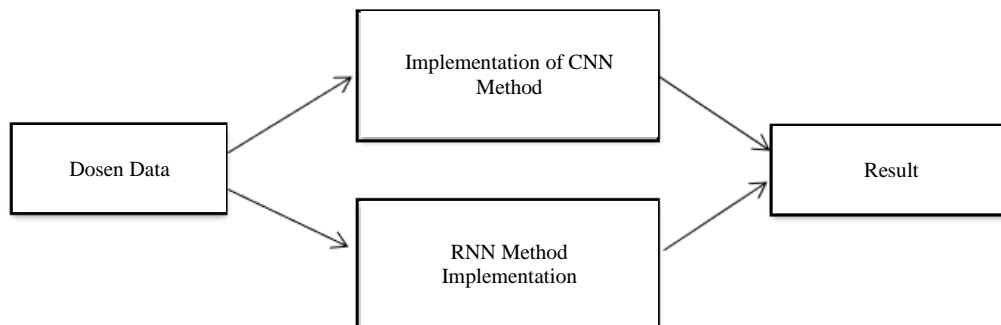 Implementation of CNN
Method
Dosen Data
Result
RNN Method
Implementation